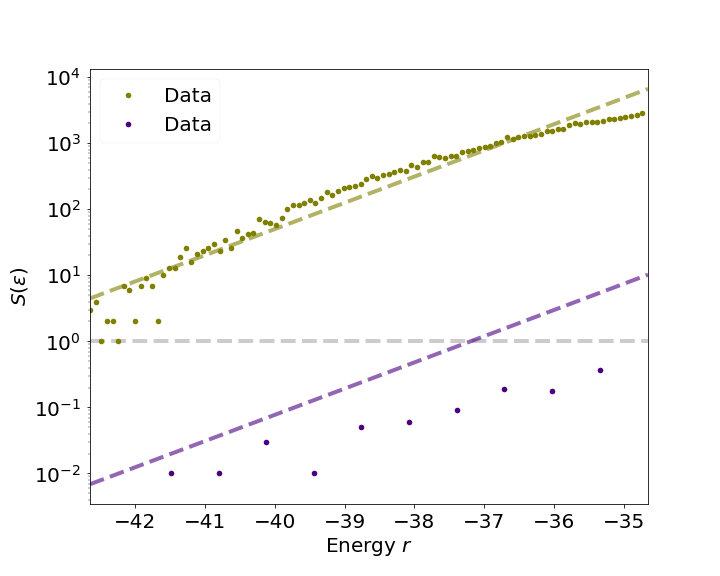 Data
Data
10⁴
10³
10²
10¹
10⁰
10⁻¹
10⁻²
S(ε)
−42 −41 −40 −39 −38 −37 −36 −35
Energy r